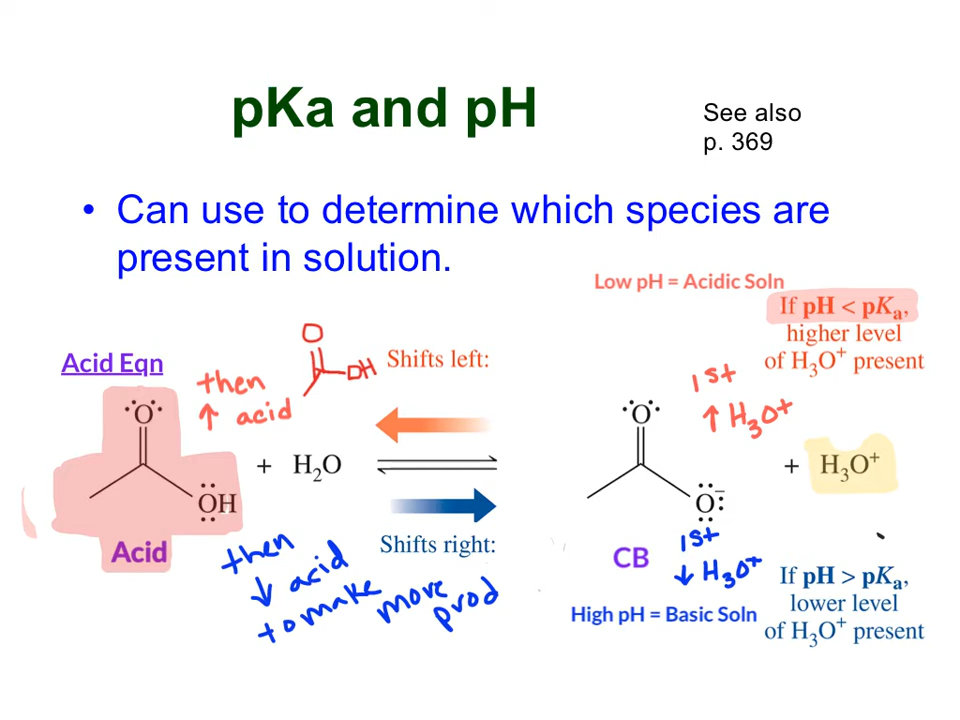 pKa and pH
See also
p. 369
• Can use to determine which species are
present in solution.
Low pH = Acidic Soln
If pH < pKₐ,
higher level
of H₃O⁺ present
Acid Eqn
then
↑ acid
O
OH
Shifts left:
1st
↑ H₃O⁺
O
OH
+ H₂O
O
O⁻
+ H₃O⁺
Acid
then
↓ acid
to make more
prod
Shifts right:
CB
1st
↓ H₃O⁺
High pH = Basic Soln
If pH > pKₐ,
lower level
of H₃O⁺ present